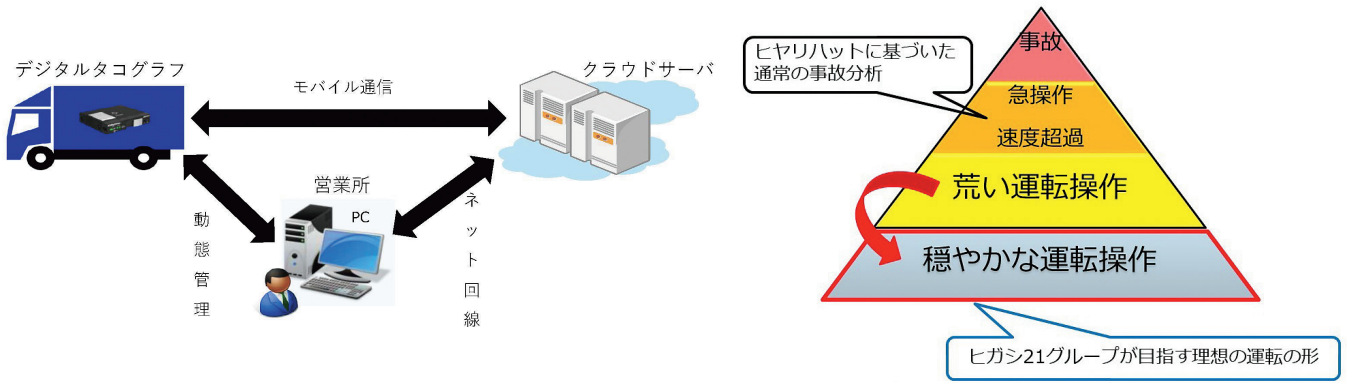 デジタルタコグラフ
モバイル通信
クラウドサーバ
営業所
PC
動態管理
ネット回線
ヒヤリハットに基づいた
通常の事故分析
事故
急操作
速度超過
荒い運転操作
穏やかな運転操作
ヒガシ21グループが目指す理想の運転の形